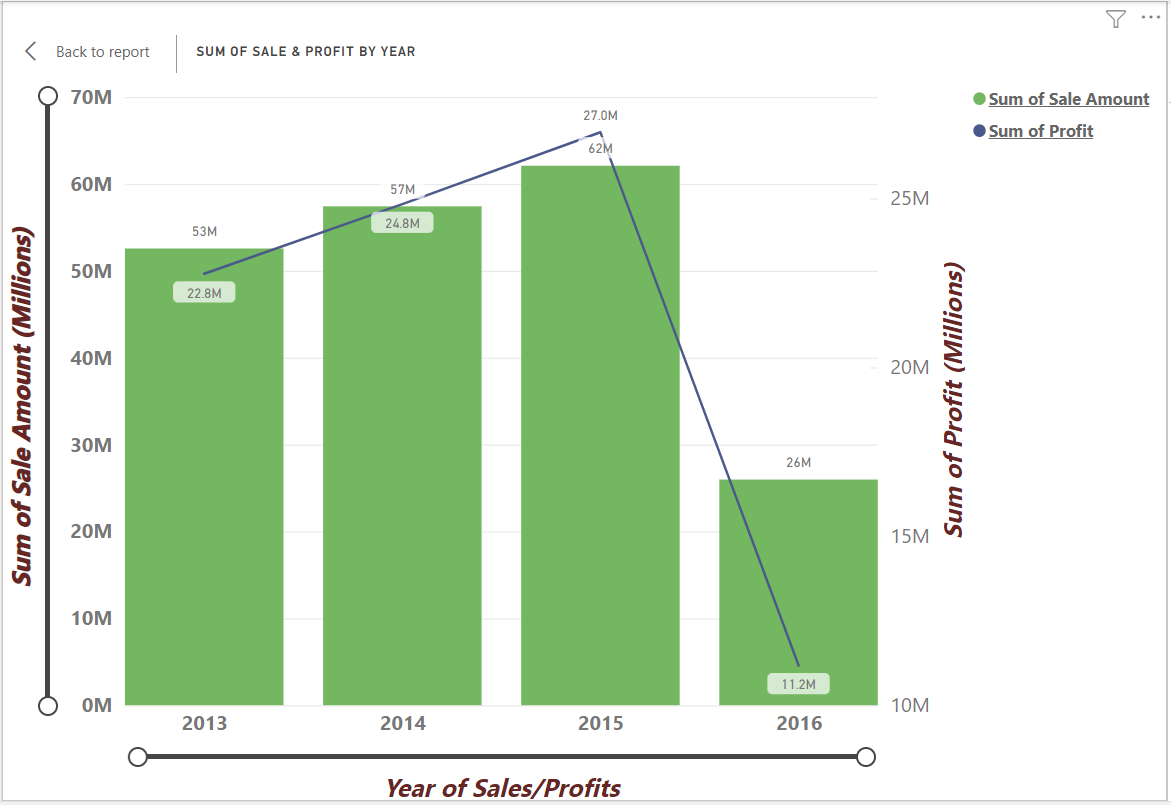 Back to report
SUM OF SALE & PROFIT BY YEAR
Sum of Sale Amount
Sum of Profit
Sum of Sale Amount (Millions)
70M
60M
50M
40M
30M
20M
10M
0M
53M
22.8M
57M
24.8M
27.0M
62M
26M
11.2M
25M
20M
15M
10M
Sum of Profit (Millions)
2013 2014 2015 2016
Year of Sales/Profits